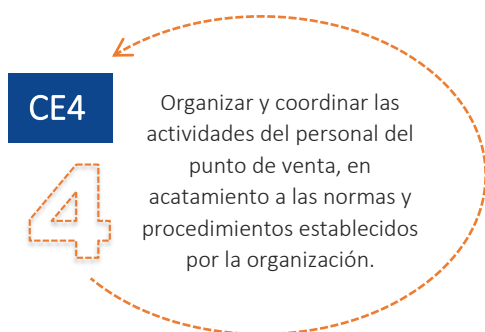 CE4
4
Organizar y coordinar las
actividades del personal del
punto de venta, en
acatamiento a las normas y
procedimientos establecidos
por la organización.